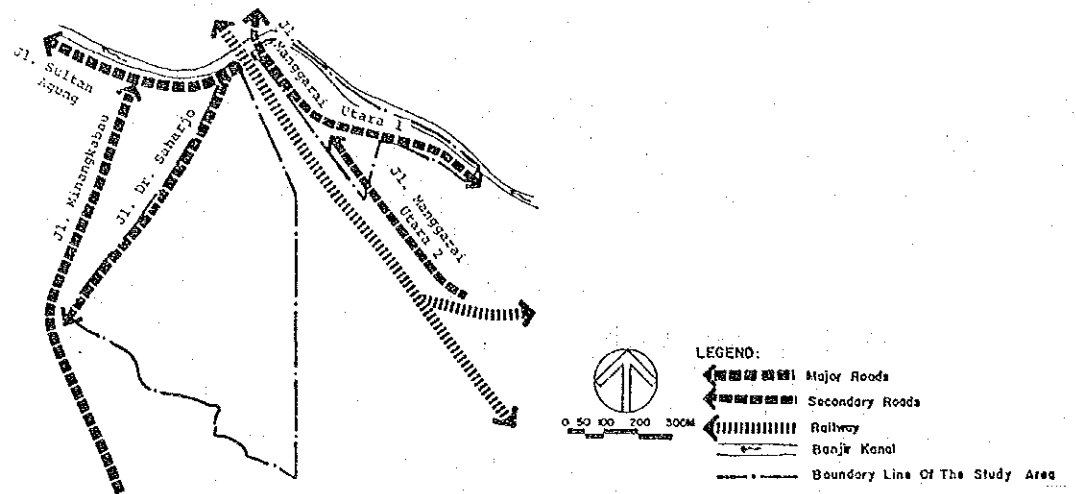 Jl. Sultan
Agung
Jl. Minangkabau
Jl. Dr. Saharjo
Jl.
Manggarai
Utara 1
Jl. Manggarai
Utara 2
LEGEND:
Major Roads
Secondary Roads
Railway
Banjir Kanal
Boundary Line Of The Study Area
0 50 100 200 300M